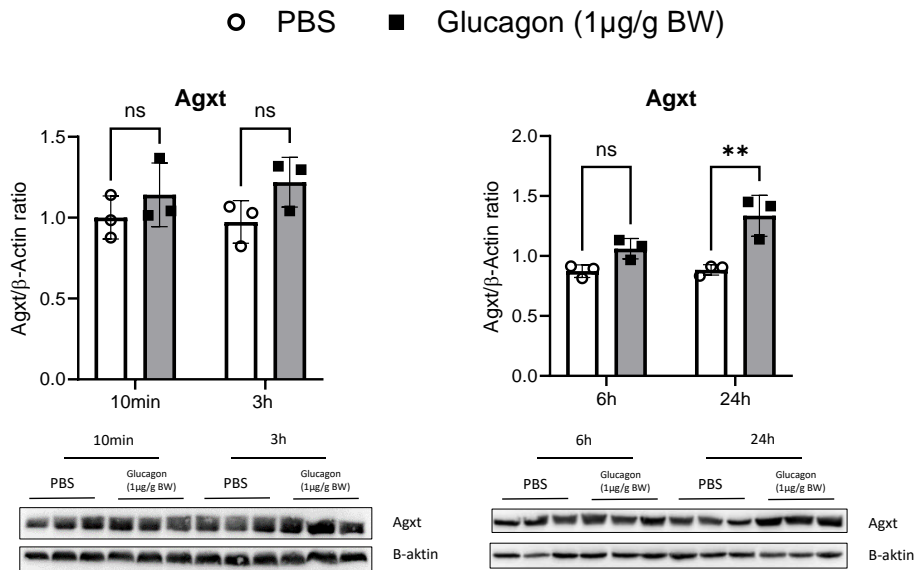 PBS Glucagon (1µg/g BW)
Agxt
ns ns
1.5
1.0
0.5
0.0
Agxt/β-Actin ratio
10min 3h
Agxt
ns **
2.0
1.5
1.0
0.5
0.0
Agxt/β-Actin ratio
6h 24h
10min 3h
PBS Glucagon PBS Glucagon
(1µg/g BW) (1µg/g BW)
Agxt
B-aktin
6h 24h
PBS Glucagon PBS Glucagon
(1µg/g BW) (1µg/g BW)
Agxt
B-aktin